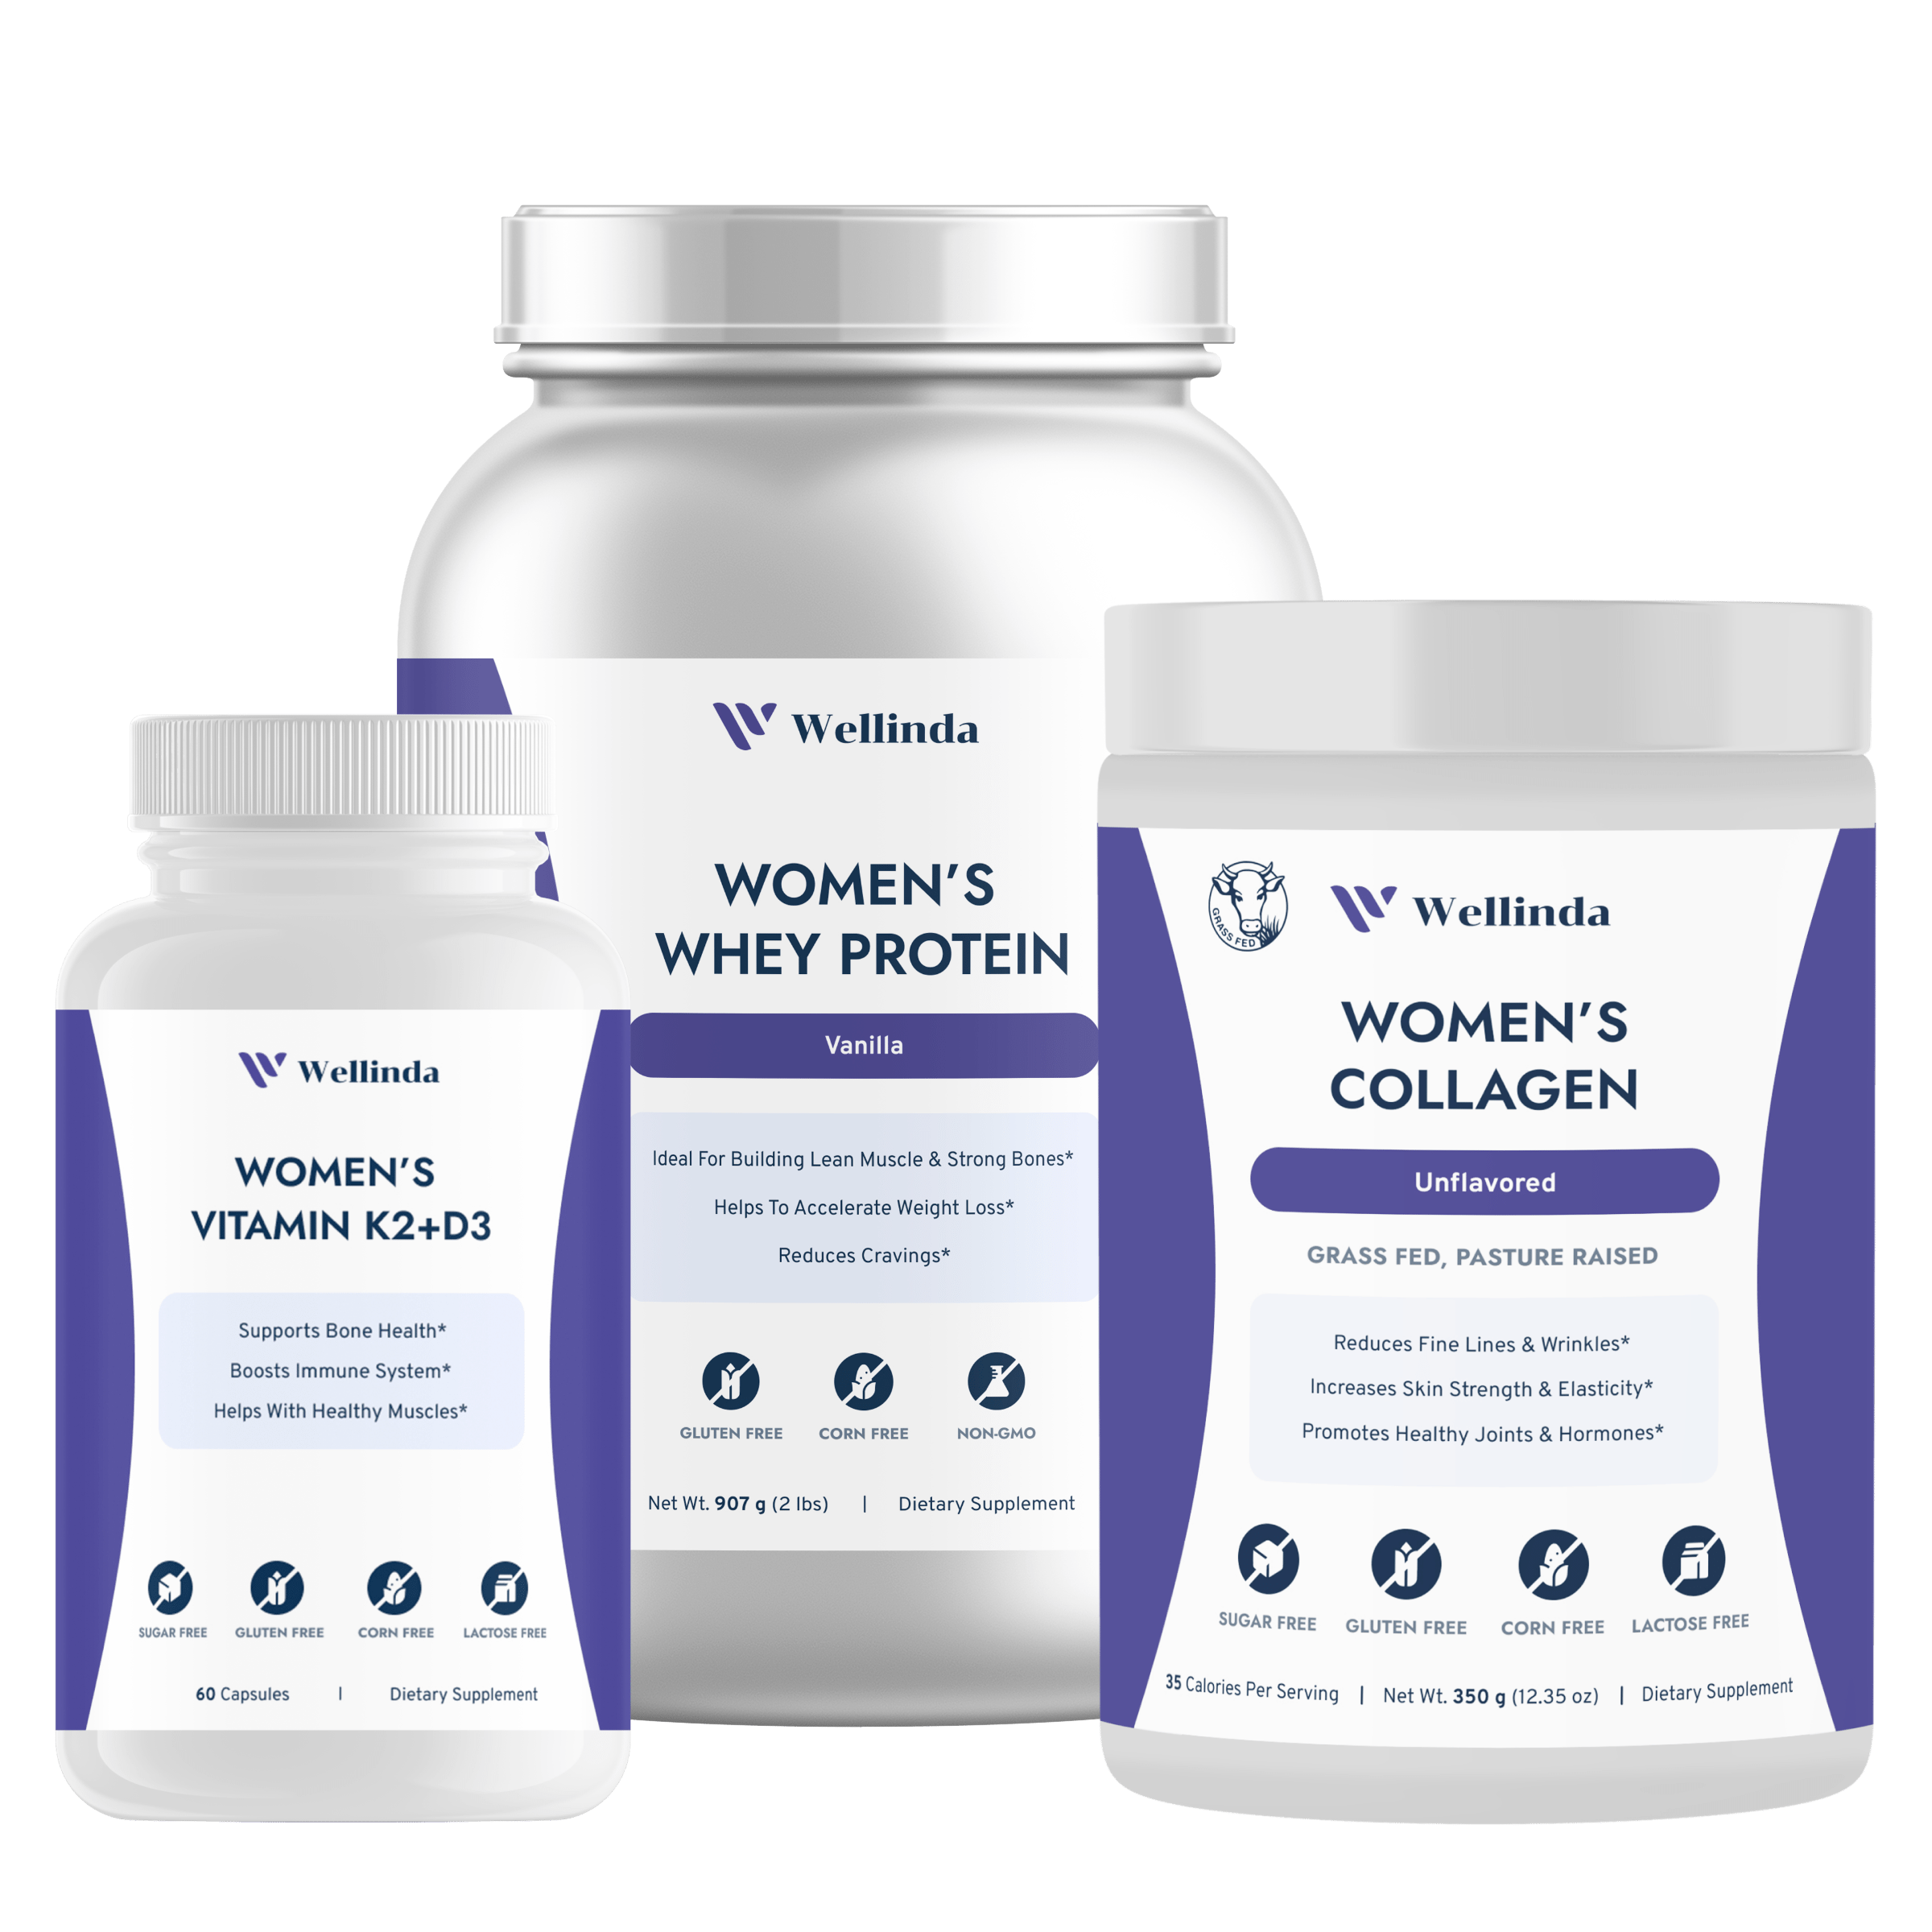 Wellinda
WOMEN'S
VITAMIN K2+D3
Supports Bone Health*
Boosts Immune System*
Helps With Healthy Muscles*
SUGAR FREE GLUTEN FREE CORN FREE LACTOSE FREE
60 Capsules | Dietary Supplement
Wellinda
WOMEN'S
WHEY PROTEIN
Vanilla
Ideal For Building Lean Muscle & Strong Bones*
Helps To Accelerate Weight Loss*
Reduces Cravings*
GLUTEN FREE CORN FREE NON-GMO
Net Wt. 907 g (2 lbs) | Dietary Supplement
GRASS FED
Wellinda
WOMEN'S
COLLAGEN
Unflavored
GRASS FED, PASTURE RAISED
Reduces Fine Lines & Wrinkles*
Increases Skin Strength & Elasticity*
Promotes Healthy Joints & Hormones*
SUGAR FREE GLUTEN FREE CORN FREE LACTOSE FREE
35 Calories Per Serving | Net Wt. 350 g (12.35 oz) | Dietary Supplement